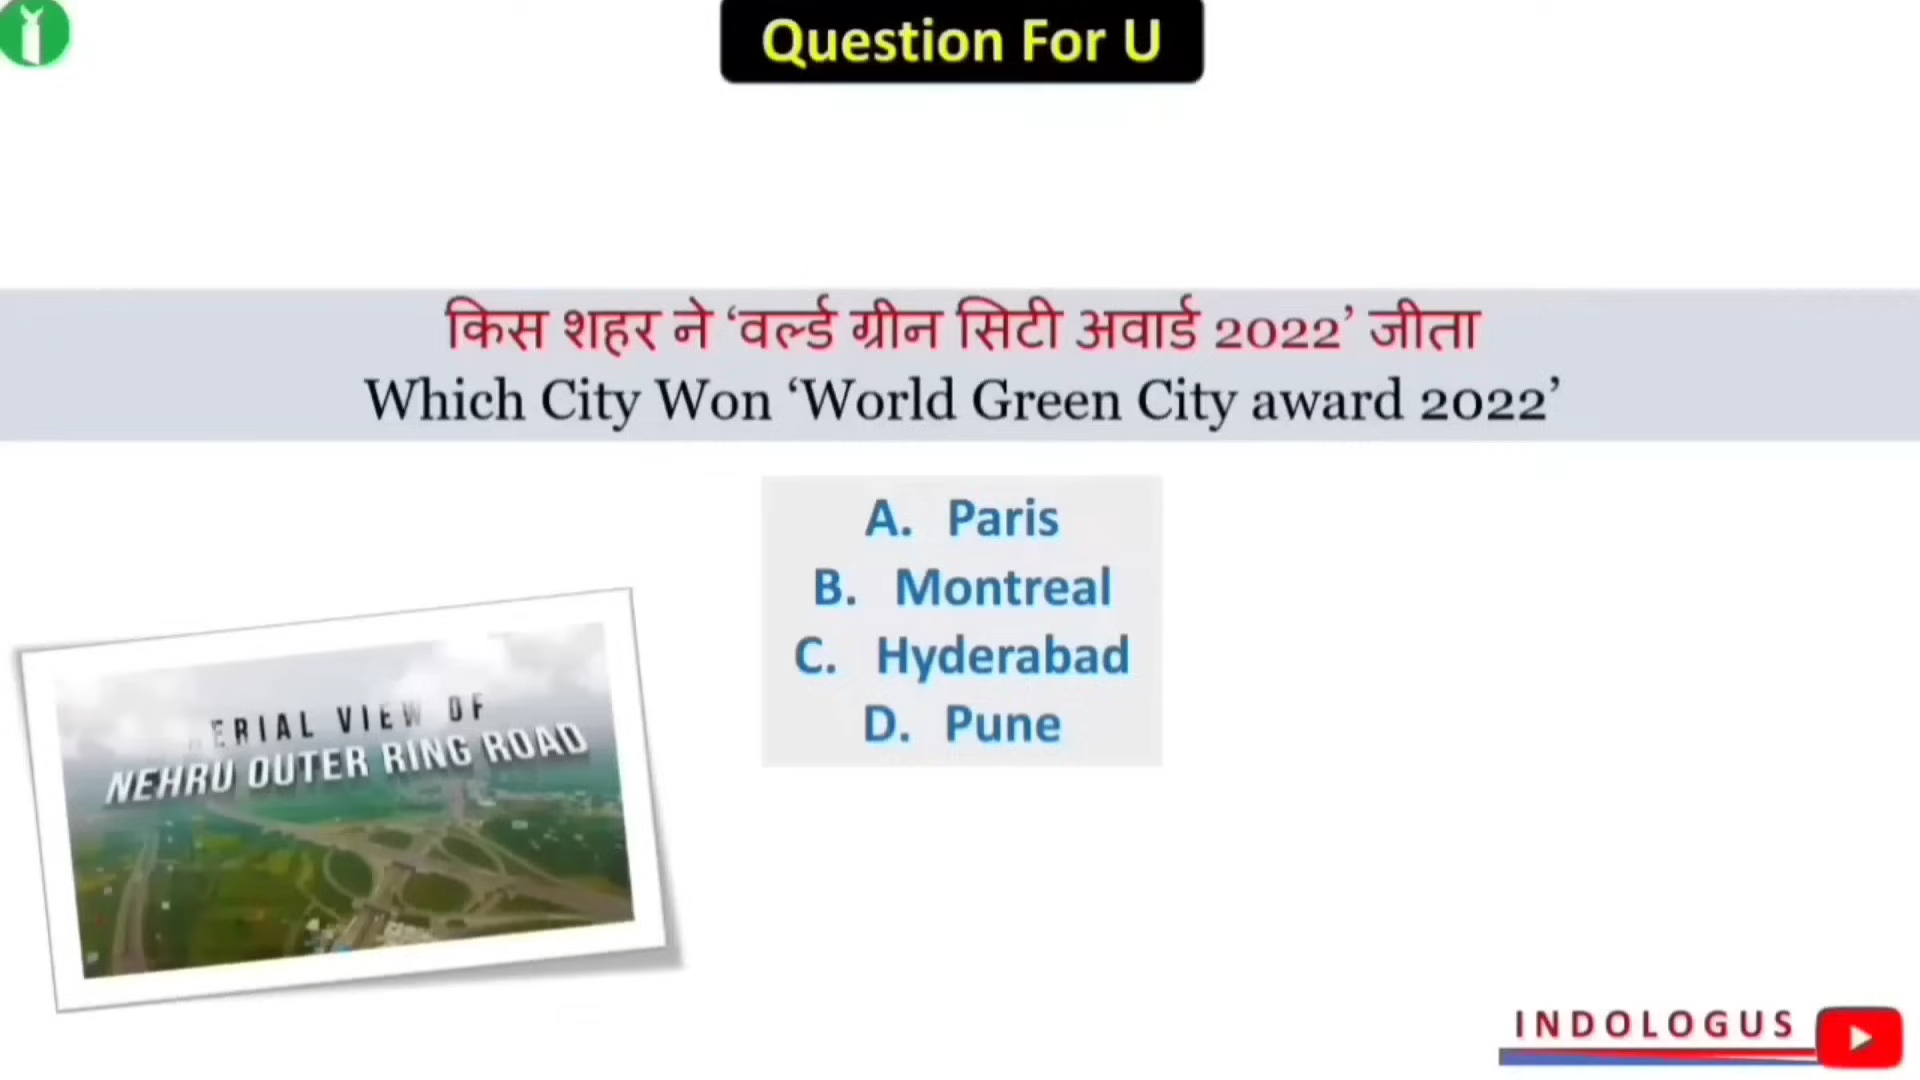 Question For U
किस शहर ने ‘वर्ल्ड ग्रीन सिटी अवार्ड 2022’ जीता
Which City Won ‘World Green City award 2022’
A. Paris
B. Montreal
C. Hyderabad
D. Pune
ERIAL VIEW OF
NEHRU OUTER RING ROAD
INDOLOGUS